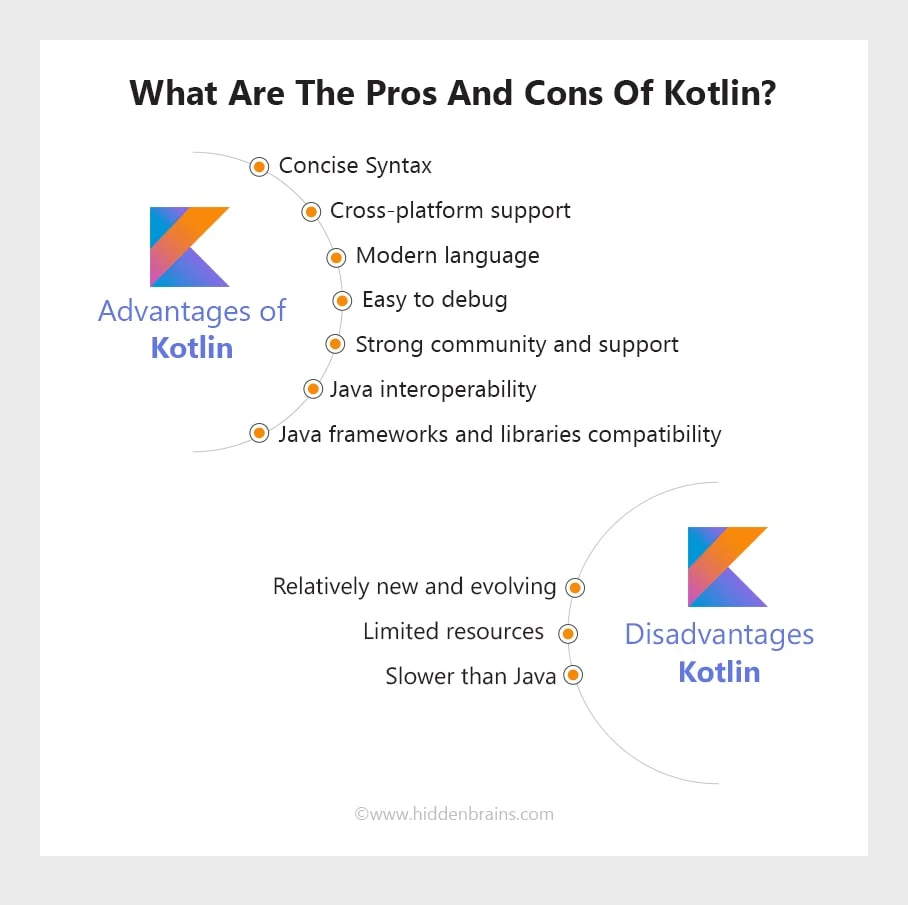 What Are The Pros And Cons Of Kotlin?
Concise Syntax
Cross-platform support
Modern language
Easy to debug
Strong community and support
Java interoperability
Java frameworks and libraries compatibility
Advantages of
Kotlin
Relatively new and evolving
Limited resources
Slower than Java
Disadvantages
Kotlin
©www.hiddenbrains.com